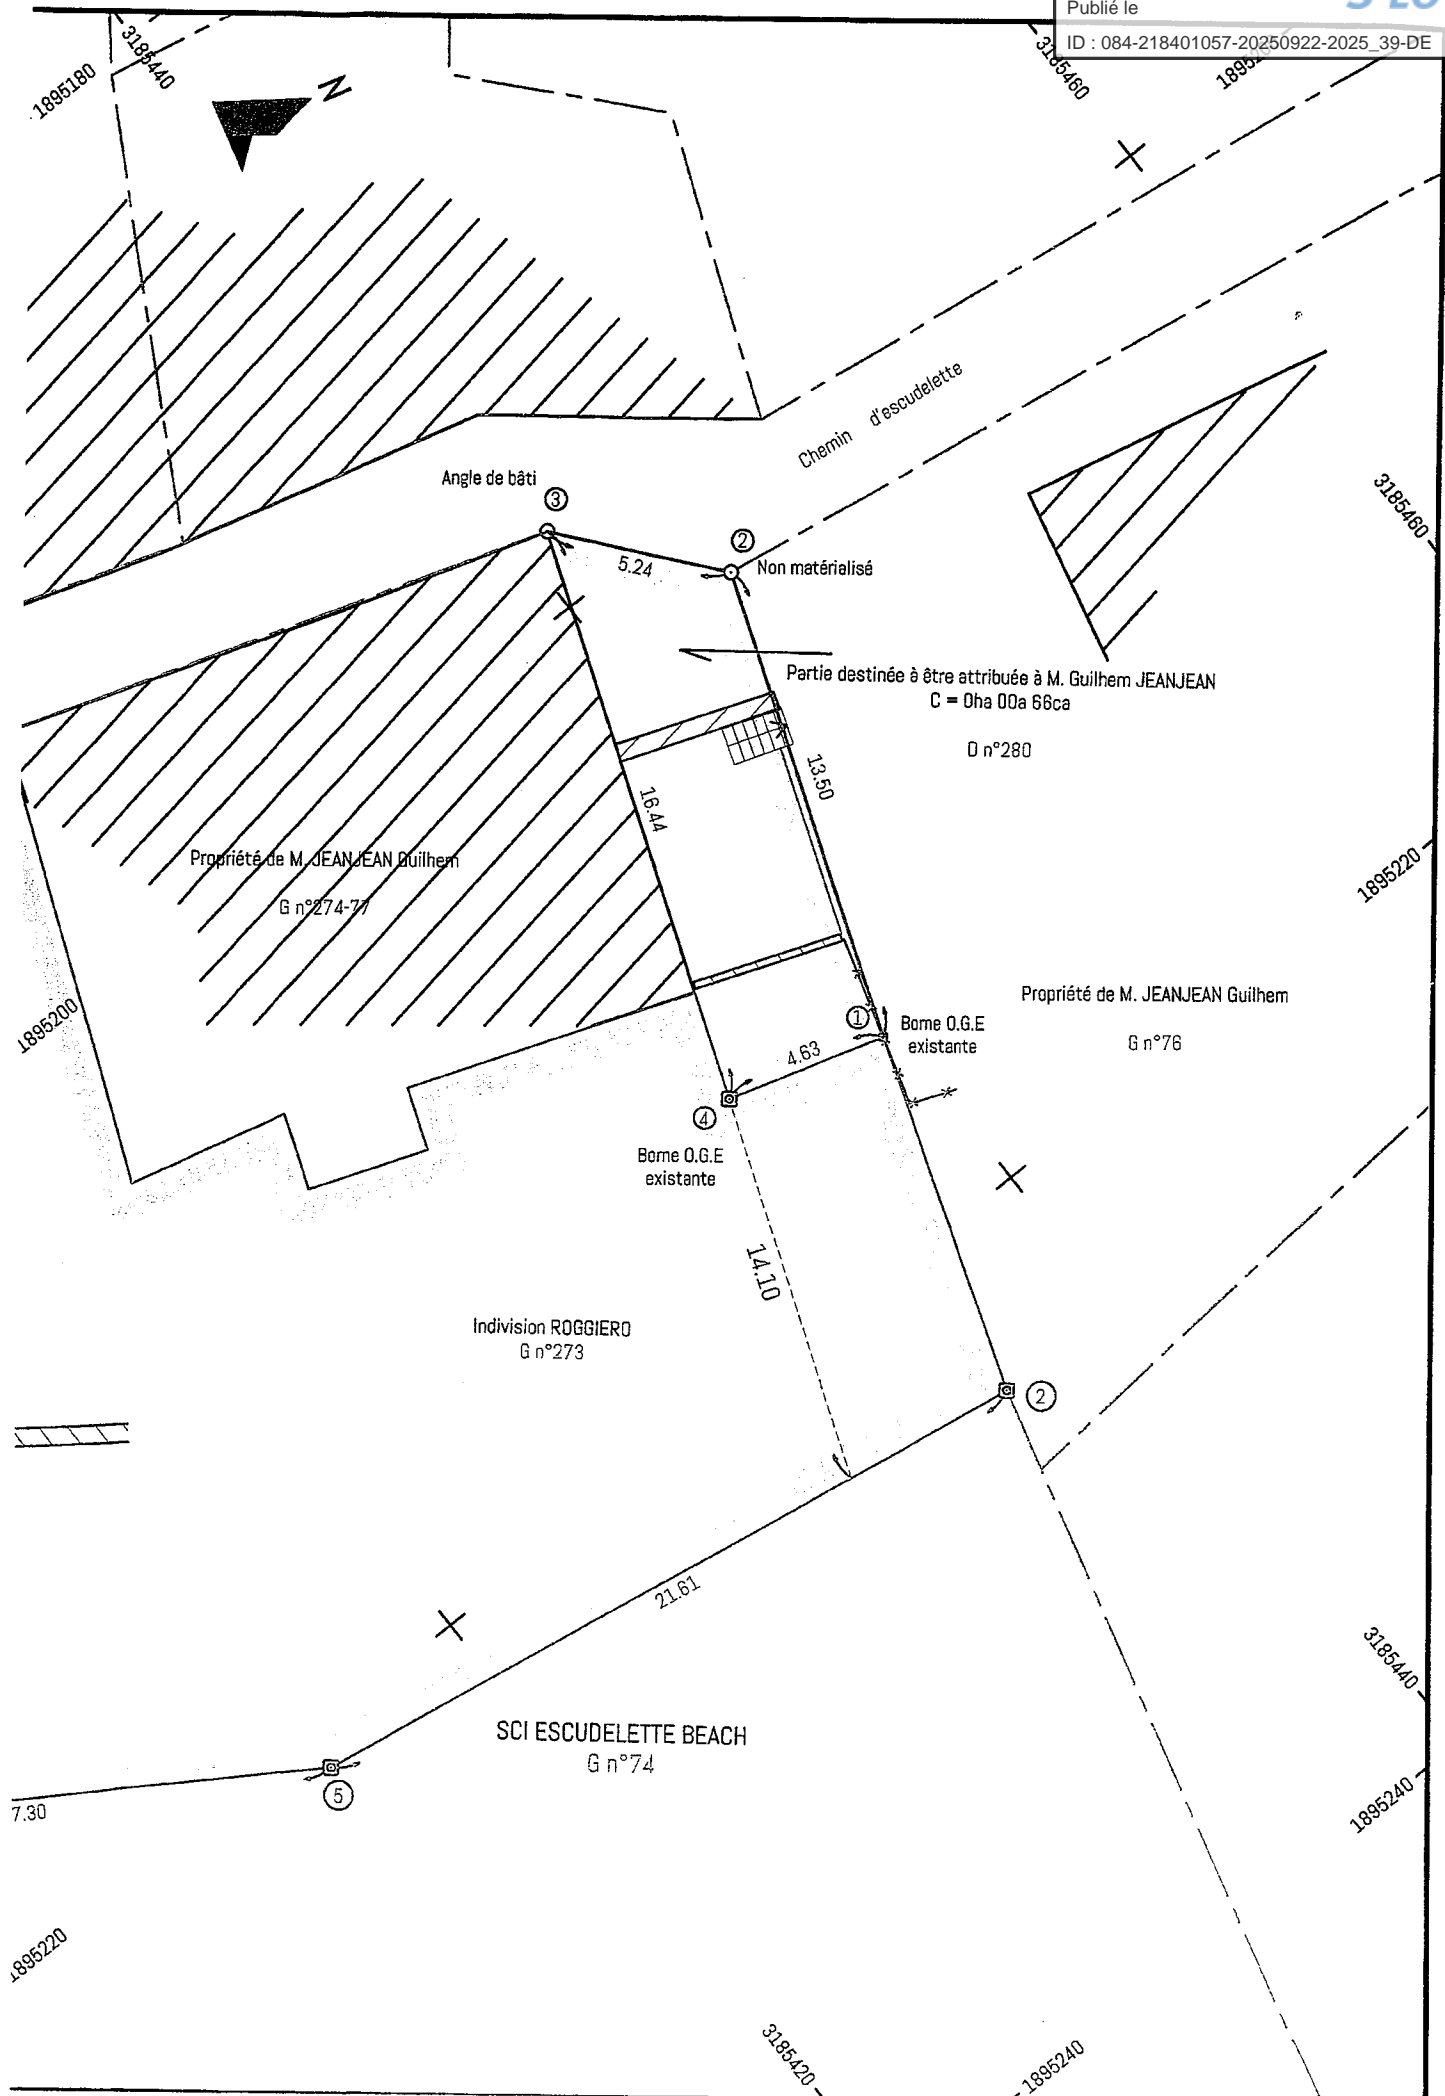 Publié le
ID : 084-218401057-20250922-2025_39-DE
1895180
3185440
N
3185460
Chemin d'escudelette
3185460
Angle de bâti
3
2
5.24
Non matérialisé
Partie destinée à être attribuée à M. Guilhem JEANJEAN
C = 0ha 00a 66ca
D n°280
13.50
16.44
Propriété de M. JEANJEAN Guilhem
G n°274-77
1895220
1895200
Propriété de M. JEANJEAN Guilhem
G n°76
1
Borne O.G.E
existante
4.63
4
Borne O.G.E
existante
14.10
Indivision ROGGIERO
G n°273
2
21.61
3185440
SCI ESCUDELETTE BEACH
G n°74
5
7.30
1895240
1895220
3185420
1895240